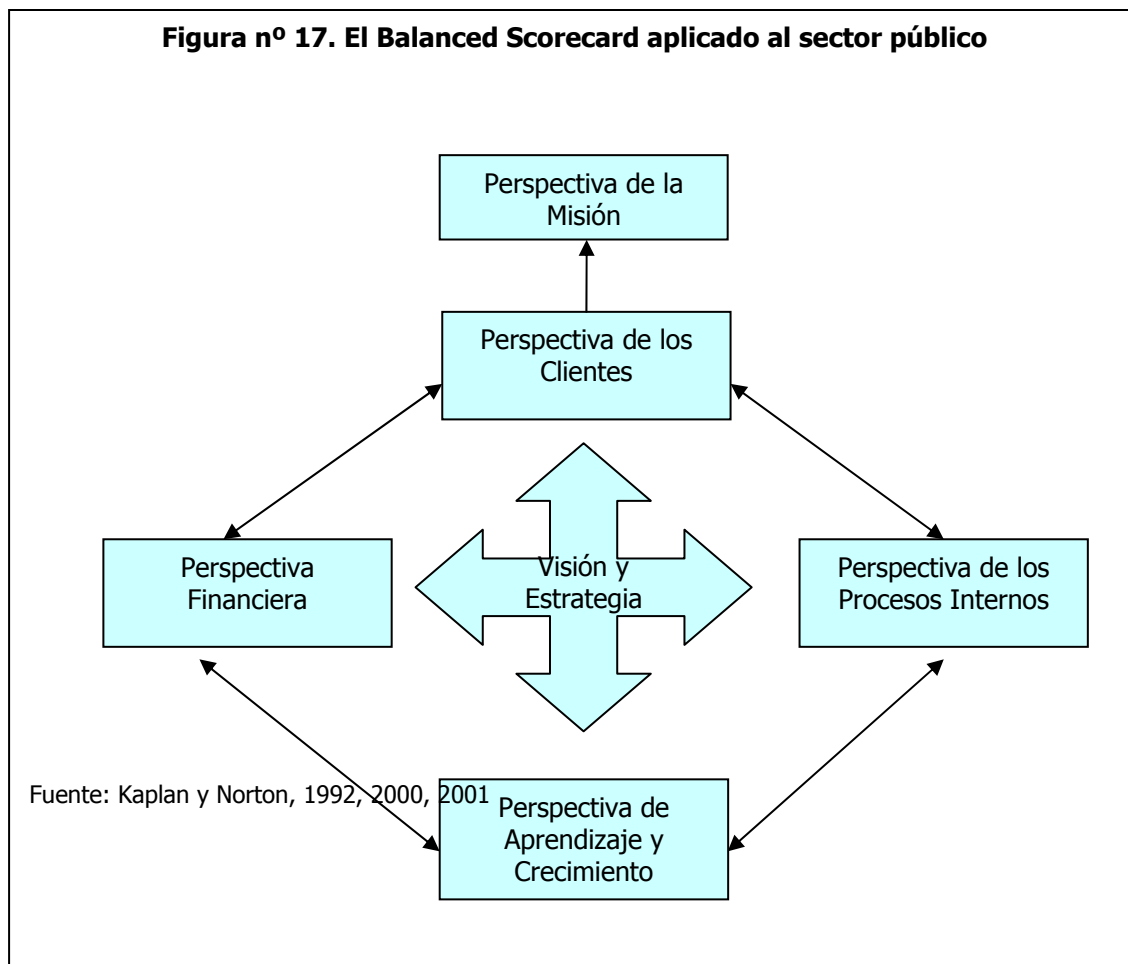 Figura nº 17. El Balanced Scorecard aplicado al sector público
Perspectiva de la
Misión
Perspectiva de los
Clientes
Perspectiva
Financiera
Visión y
Estrategia
Perspectiva de los
Procesos Internos
Fuente: Kaplan y Norton, 1992, 2000, 2001
Perspectiva de
Aprendizaje y
Crecimiento